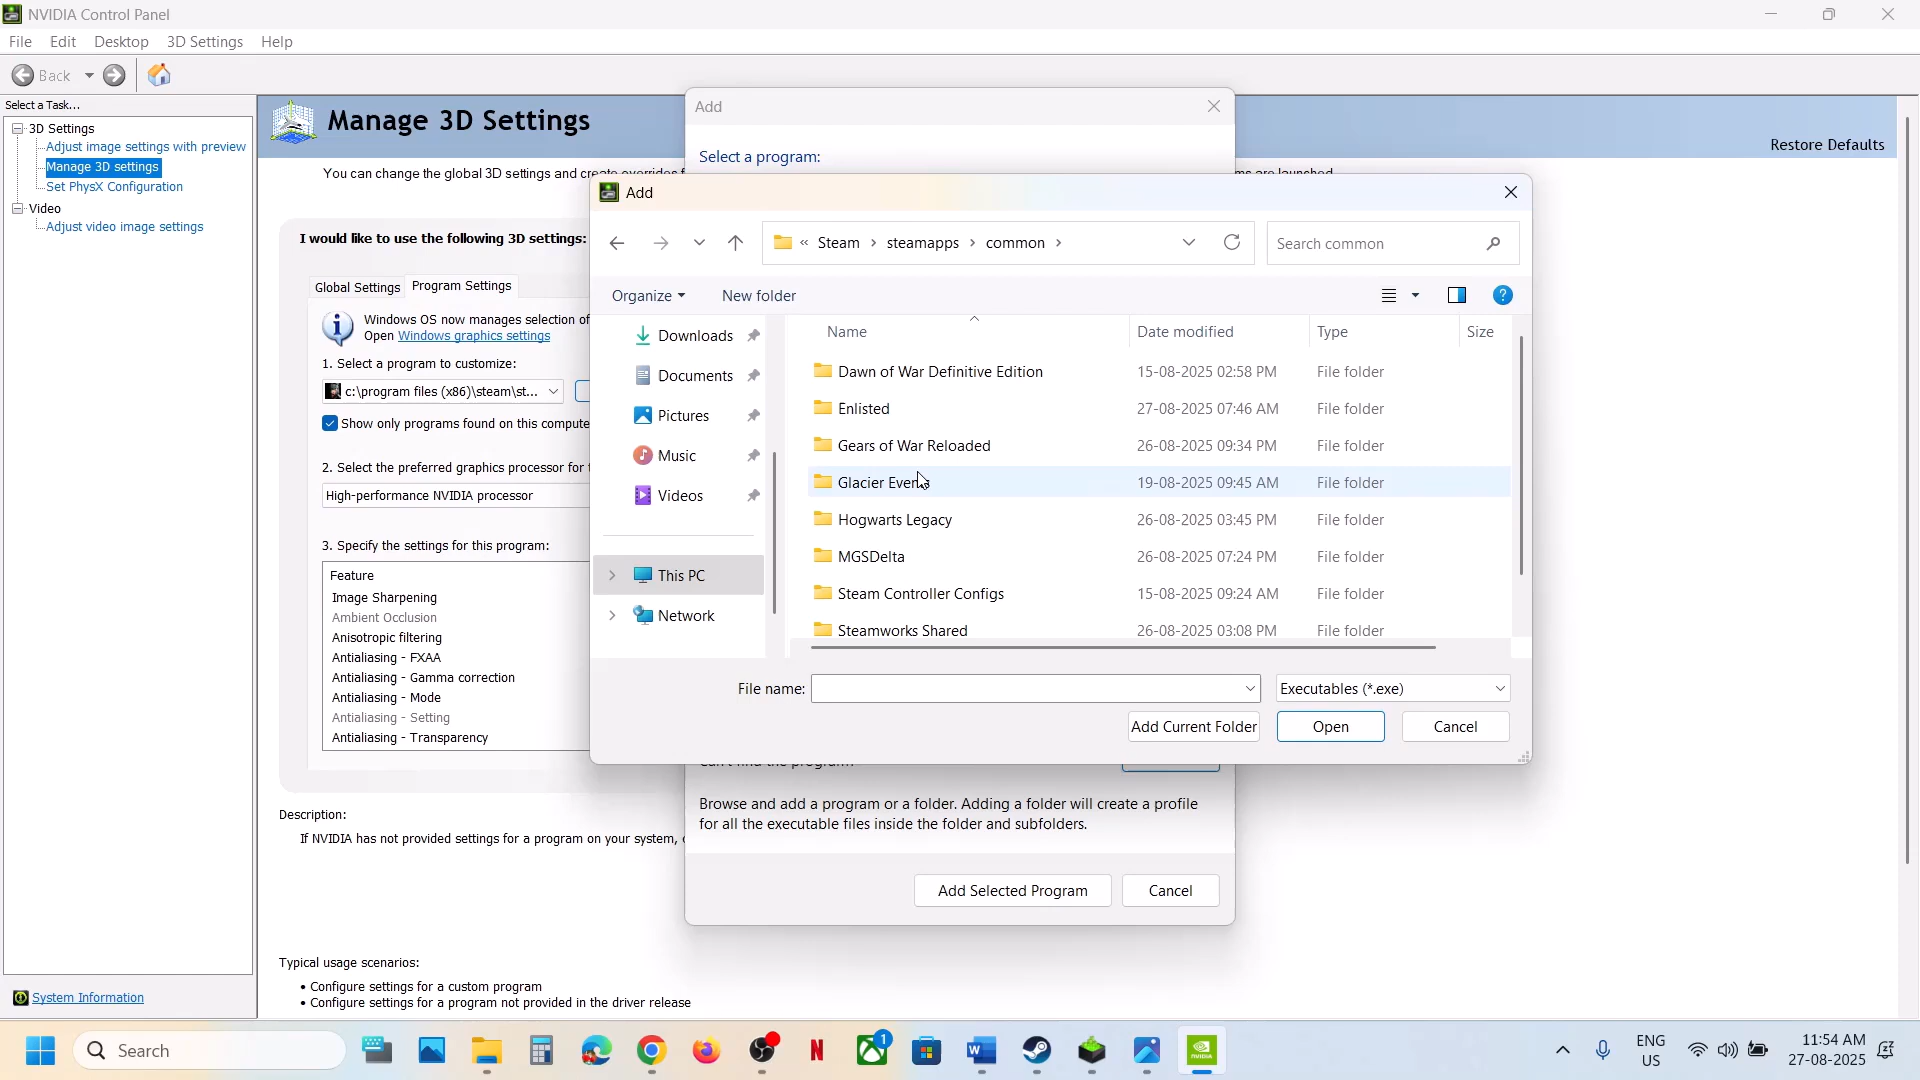 NVIDIA Control Panel
File Edit Desktop 3D Settings Help
Back
Select a Task...
3D Settings
Adjust image settings with preview
Manage 3D settings
Set PhysX Configuration
Video
Adjust video image settings
System Information
Manage 3D Settings
Restore Defaults
You can change the global 3D settings and create overrides
are launched.
I would like to use the following 3D settings:
Global Settings Program Settings
Windows OS now manages selection of
Open Windows graphics settings
1. Select a program to customize:
c:\program files (x86)\steam\st...
Show only programs found on this compute
2. Select the preferred graphics processor for
High-performance NVIDIA processor
3. Specify the settings for this program:
Feature
Image Sharpening
Ambient Occlusion
Anisotropic filtering
Antialiasing - FXAA
Antialiasing - Gamma correction
Antialiasing - Mode
Antialiasing - Setting
Antialiasing - Transparency
Description:
If NVIDIA has not provided settings for a program on your system,
Typical usage scenarios:
• Configure settings for a custom program
• Configure settings for a program not provided in the driver release
Add
Select a program:
Add
« Steam > steamapps > common >
Search common
Organize New folder
Downloads
Documents
Pictures
Music
Videos
This PC
Network
Name Date modified Type Size
Dawn of War Definitive Edition 15-08-2025 02:58 PM File folder
Enlisted 27-08-2025 07:46 AM File folder
Gears of War Reloaded 26-08-2025 09:34 PM File folder
Glacier Events 19-08-2025 09:45 AM File folder
Hogwarts Legacy 26-08-2025 03:45 PM File folder
MGSDelta 26-08-2025 07:24 PM File folder
Steam Controller Configs 15-08-2025 09:24 AM File folder
Steamworks Shared 26-08-2025 03:08 PM File folder
File name: Executables (*.exe)
Add Current Folder Open Cancel
Browse and add a program or a folder. Adding a folder will create a profile
for all the executable files inside the folder and subfolders.
Add Selected Program Cancel
Search
1
ENG
US
11:54 AM
27-08-2025